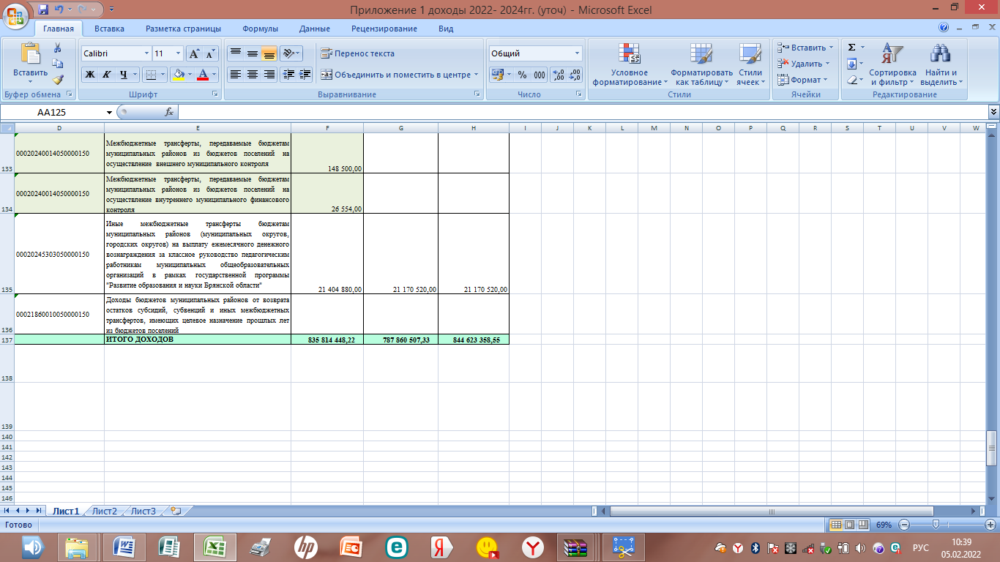 Приложение 1 доходы 2022- 2024гг. (уточ) - Microsoft Excel
Главная Вставка Разметка страницы Формулы Данные Рецензирование Вид
Вставить
Буфер обмена
Calibri 11
Ж К Ч
Шрифт
Перенос текста
Объединить и поместить в центре
Выравнивание
Общий
% 000
Число
Условное форматирование
Форматировать как таблицу
Стили ячеек
Стили
Вставить
Удалить
Формат
Ячейки
Сортировка и фильтр
Найти и выделить
Редактирование
AA125 fx
D E F G H I J K L M N O P Q R S T U V W
133
00020240014050000150
Межбюджетные трансферты, передаваемые бюджетам
муниципальных районов из бюджетов поселений на
осуществление внешнего муниципального контроля
148 500,00
134
00020240014050000150
Межбюджетные трансферты, передаваемые бюджетам
муниципальных районов из бюджетов поселений на
осуществление внутреннего муниципального финансового
контроля
26 554,00
135
00020245303050000150
Иные межбюджетные трансферты бюджетам
муниципальных районов (муниципальных округов,
городских округов) на выплату ежемесячного денежного
вознаграждения за классное руководство педагогическим
работникам муниципальных общеобразовательных
организаций в рамках государственной программы
"Развитие образования и науки Брянской области"
21 404 880,00 21 170 520,00 21 170 520,00
136
00021860010050000150
Доходы бюджетов муниципальных районов от возврата
остатков субсидий, субвенций и иных межбюджетных
трансфертов, имеющих целевое назначение прошлых лет
из бюджетов поселений
137 ИТОГО ДОХОДОВ 835 814 448,22 787 860 507,33 844 623 358,55
138
139
140
141
142
143
144
145
146
Лист1 Лист2 Лист3
Готово 69%
РУС
10:39
05.02.2022